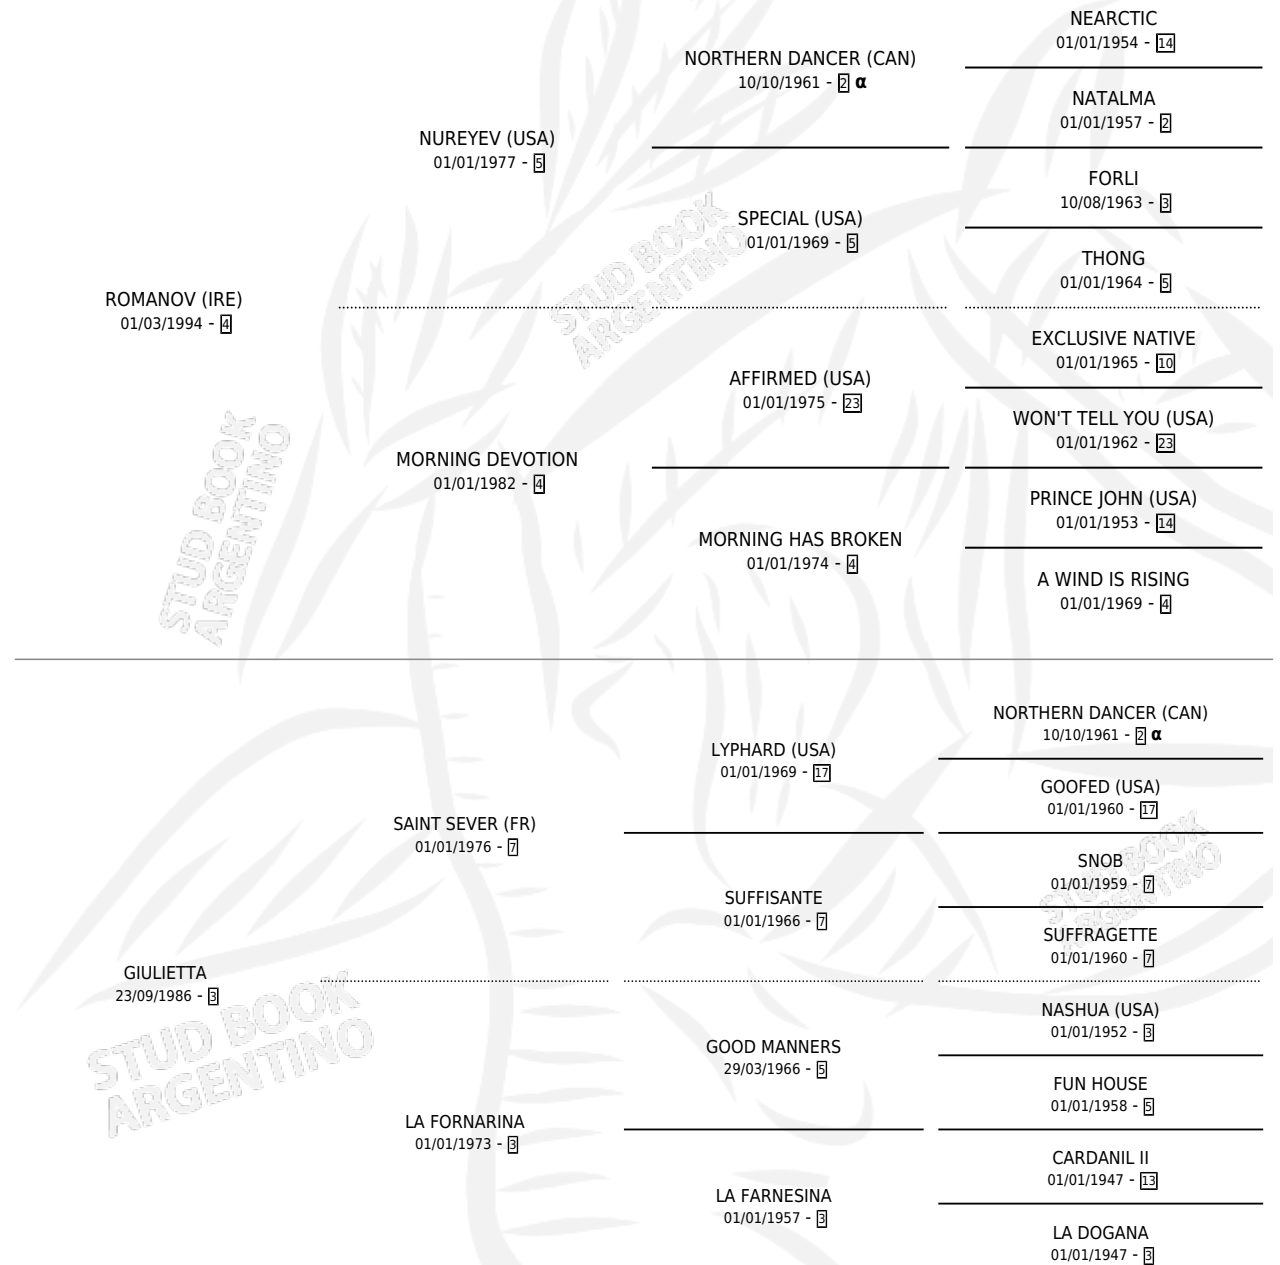 NEARCTIC
01/01/1954 - 14
NORTHERN DANCER (CAN)
10/10/1961 - 2 α
NATALMA
01/01/1957 - 2
NUREYEV (USA)
01/01/1977 - 5
FORLI
10/08/1963 - 3
SPECIAL (USA)
01/01/1969 - 5
THONG
01/01/1964 - 5
STUD BOOK
ARGENTINO
ROMANOV (IRE)
01/03/1994 - 4
EXCLUSIVE NATIVE
01/01/1965 - 10
AFFIRMED (USA)
01/01/1975 - 23
WON'T TELL YOU (USA)
01/01/1962 - 23
MORNING DEVOTION
01/01/1982 - 4
PRINCE JOHN (USA)
01/01/1953 - 14
MORNING HAS BROKEN
01/01/1974 - 4
A WIND IS RISING
01/01/1969 - 4
STUD BOOK
ARGENTINO
NORTHERN DANCER (CAN)
10/10/1961 - 2 α
LYPHARD (USA)
01/01/1969 - 17
GOOFED (USA)
01/01/1960 - 17
SAINT SEVER (FR)
01/01/1976 - 7
SNOB
01/01/1959 - 7
SUFFISANTE
01/01/1966 - 7
SUFFRAGETTE
01/01/1960 - 7
STUD BOOK
ARGENTINO
GIULIETTA
23/09/1986 - 3
NASHUA (USA)
01/01/1952 - 3
GOOD MANNERS
29/03/1966 - 5
FUN HOUSE
01/01/1958 - 5
STUD BOOK
ARGENTINO
LA FORNARINA
01/01/1973 - 3
CARDANIL II
01/01/1947 - 13
LA FARNESINA
01/01/1957 - 3
LA DOGANA
01/01/1947 - 3